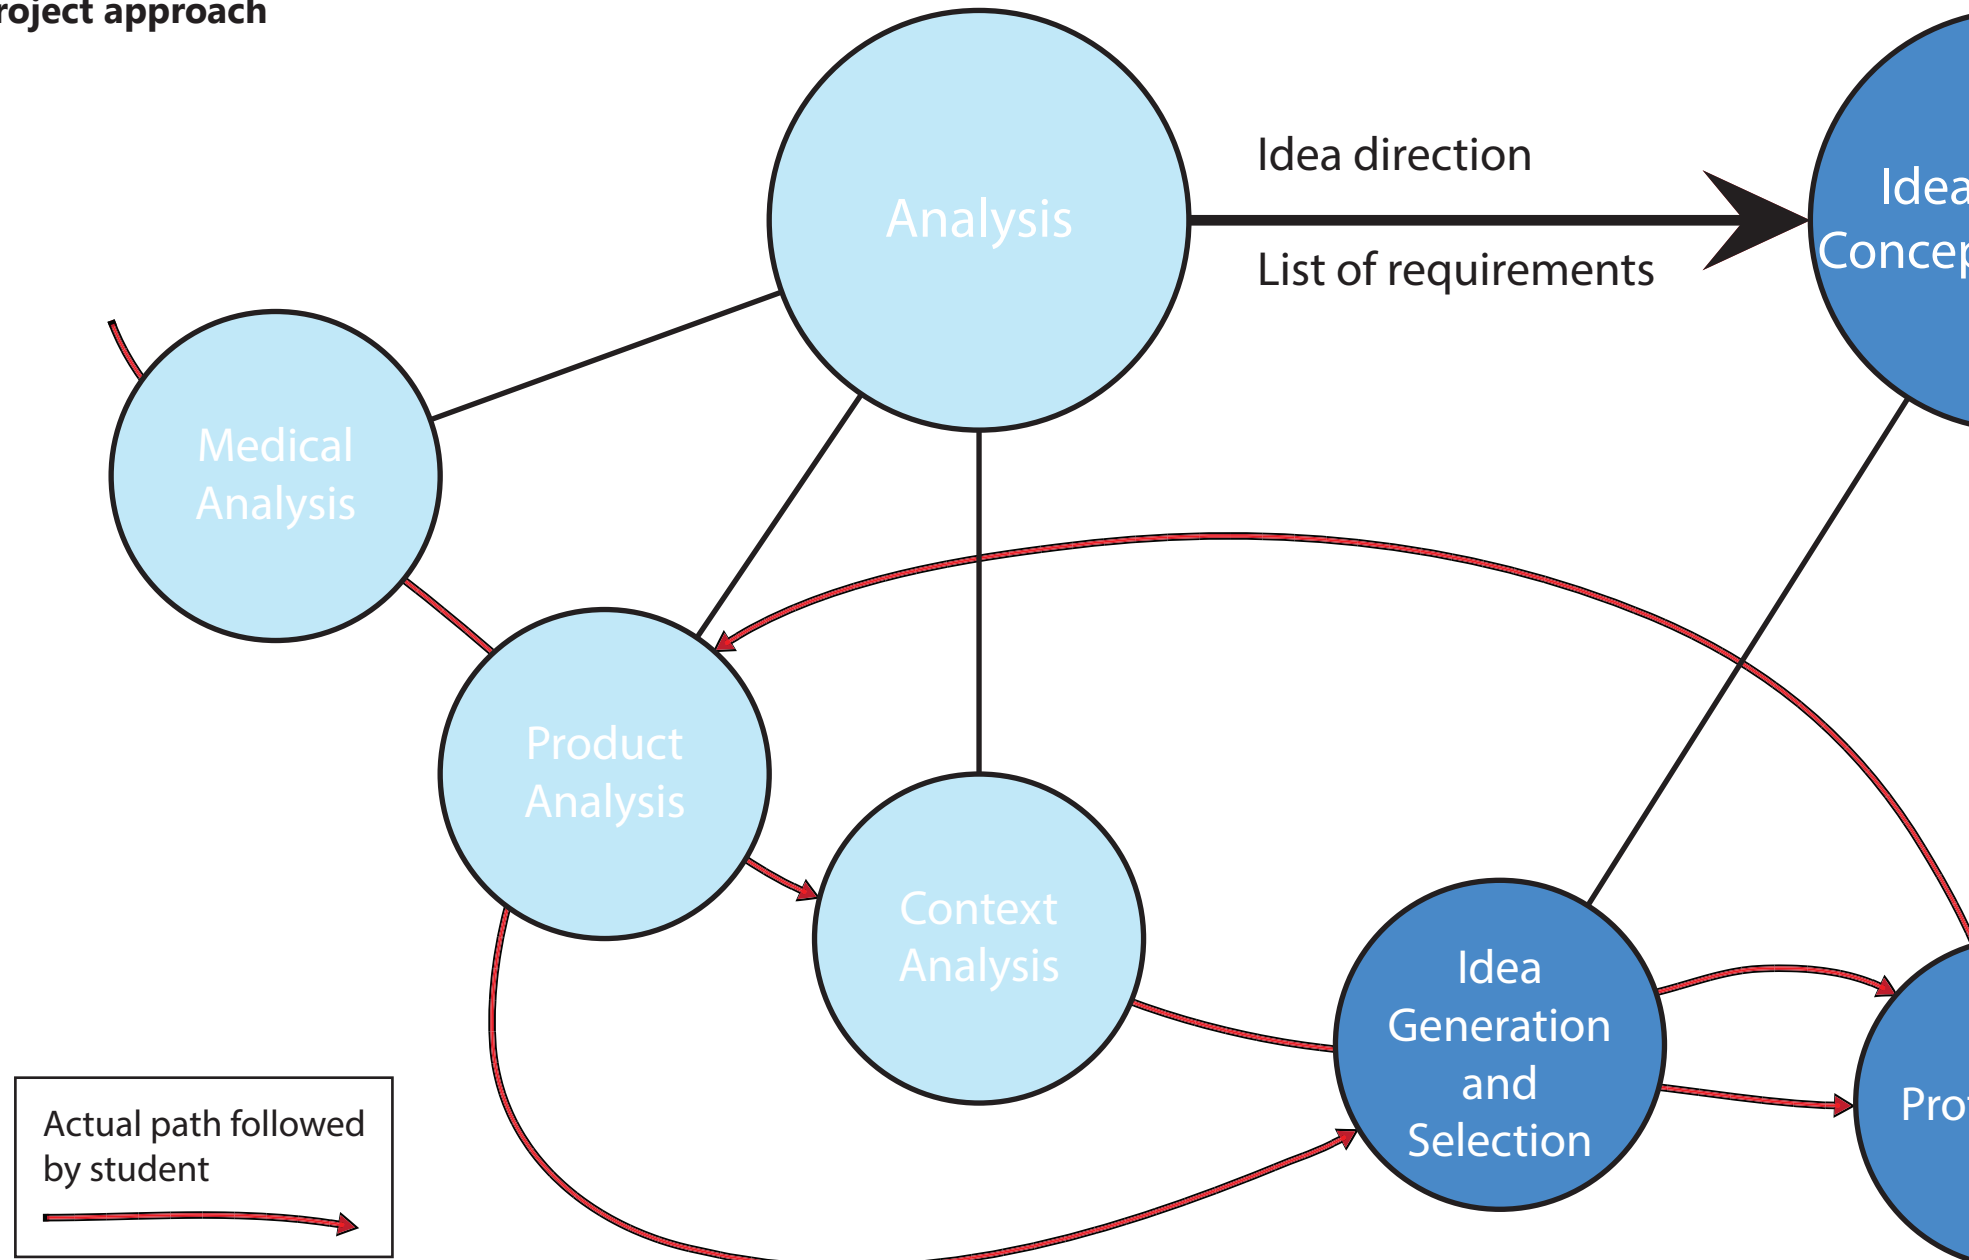 roject approach
Analysis
Idea direction
List of requirements
Idea
Concep
Medical
Analysis
Product
Analysis
Context
Analysis
Idea
Generation
and
Selection
Pro
Actual path followed
by student